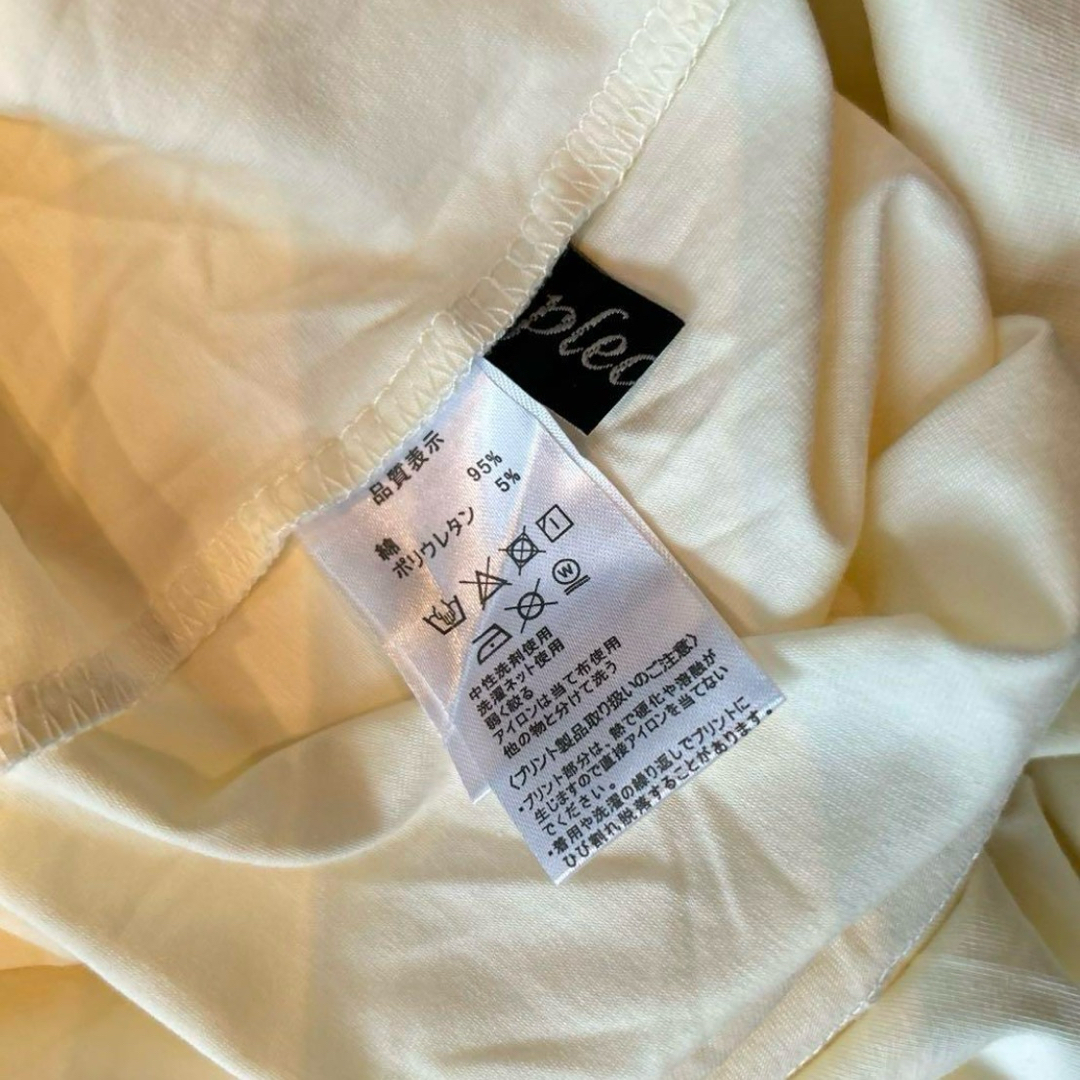 plea
品質表示
綿 95%
ポリウレタン 5%
W
中性洗剤使用
洗濯ネット使用
弱く絞る
アイロンは当て布使用
他の物と分けて洗う
〈プリント製品取り扱いのご注意〉
・プリント部分は、熱で硬化や溶融が
生じますので直接アイロンを当てない
でください。
・着用や洗濯の繰り返しでプリントに
ひび割れ脱落することがあります。